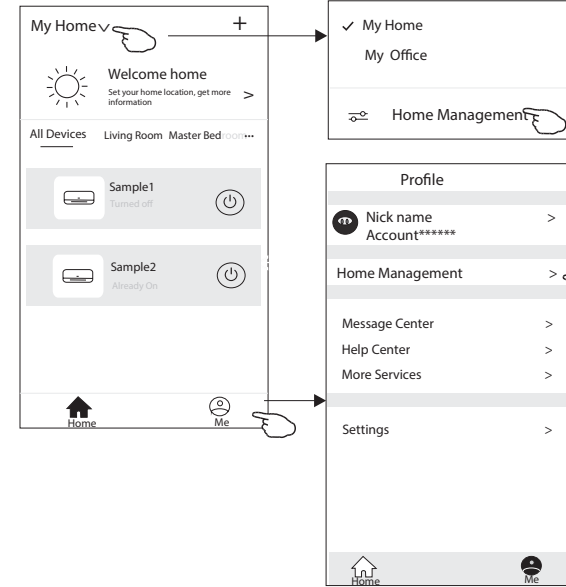 My Home
+
Welcome home
Set your home location, get more
information
>
All Devices Living Room Master Bedroom...
Sample1
Turned off
Sample2
Already On
Home
Me
✓ My Home
My Office
Home Management
Profile
Nick name
Account******
>
Home Management >
Message Center >
Help Center >
More Services >
Settings >
Home
Me